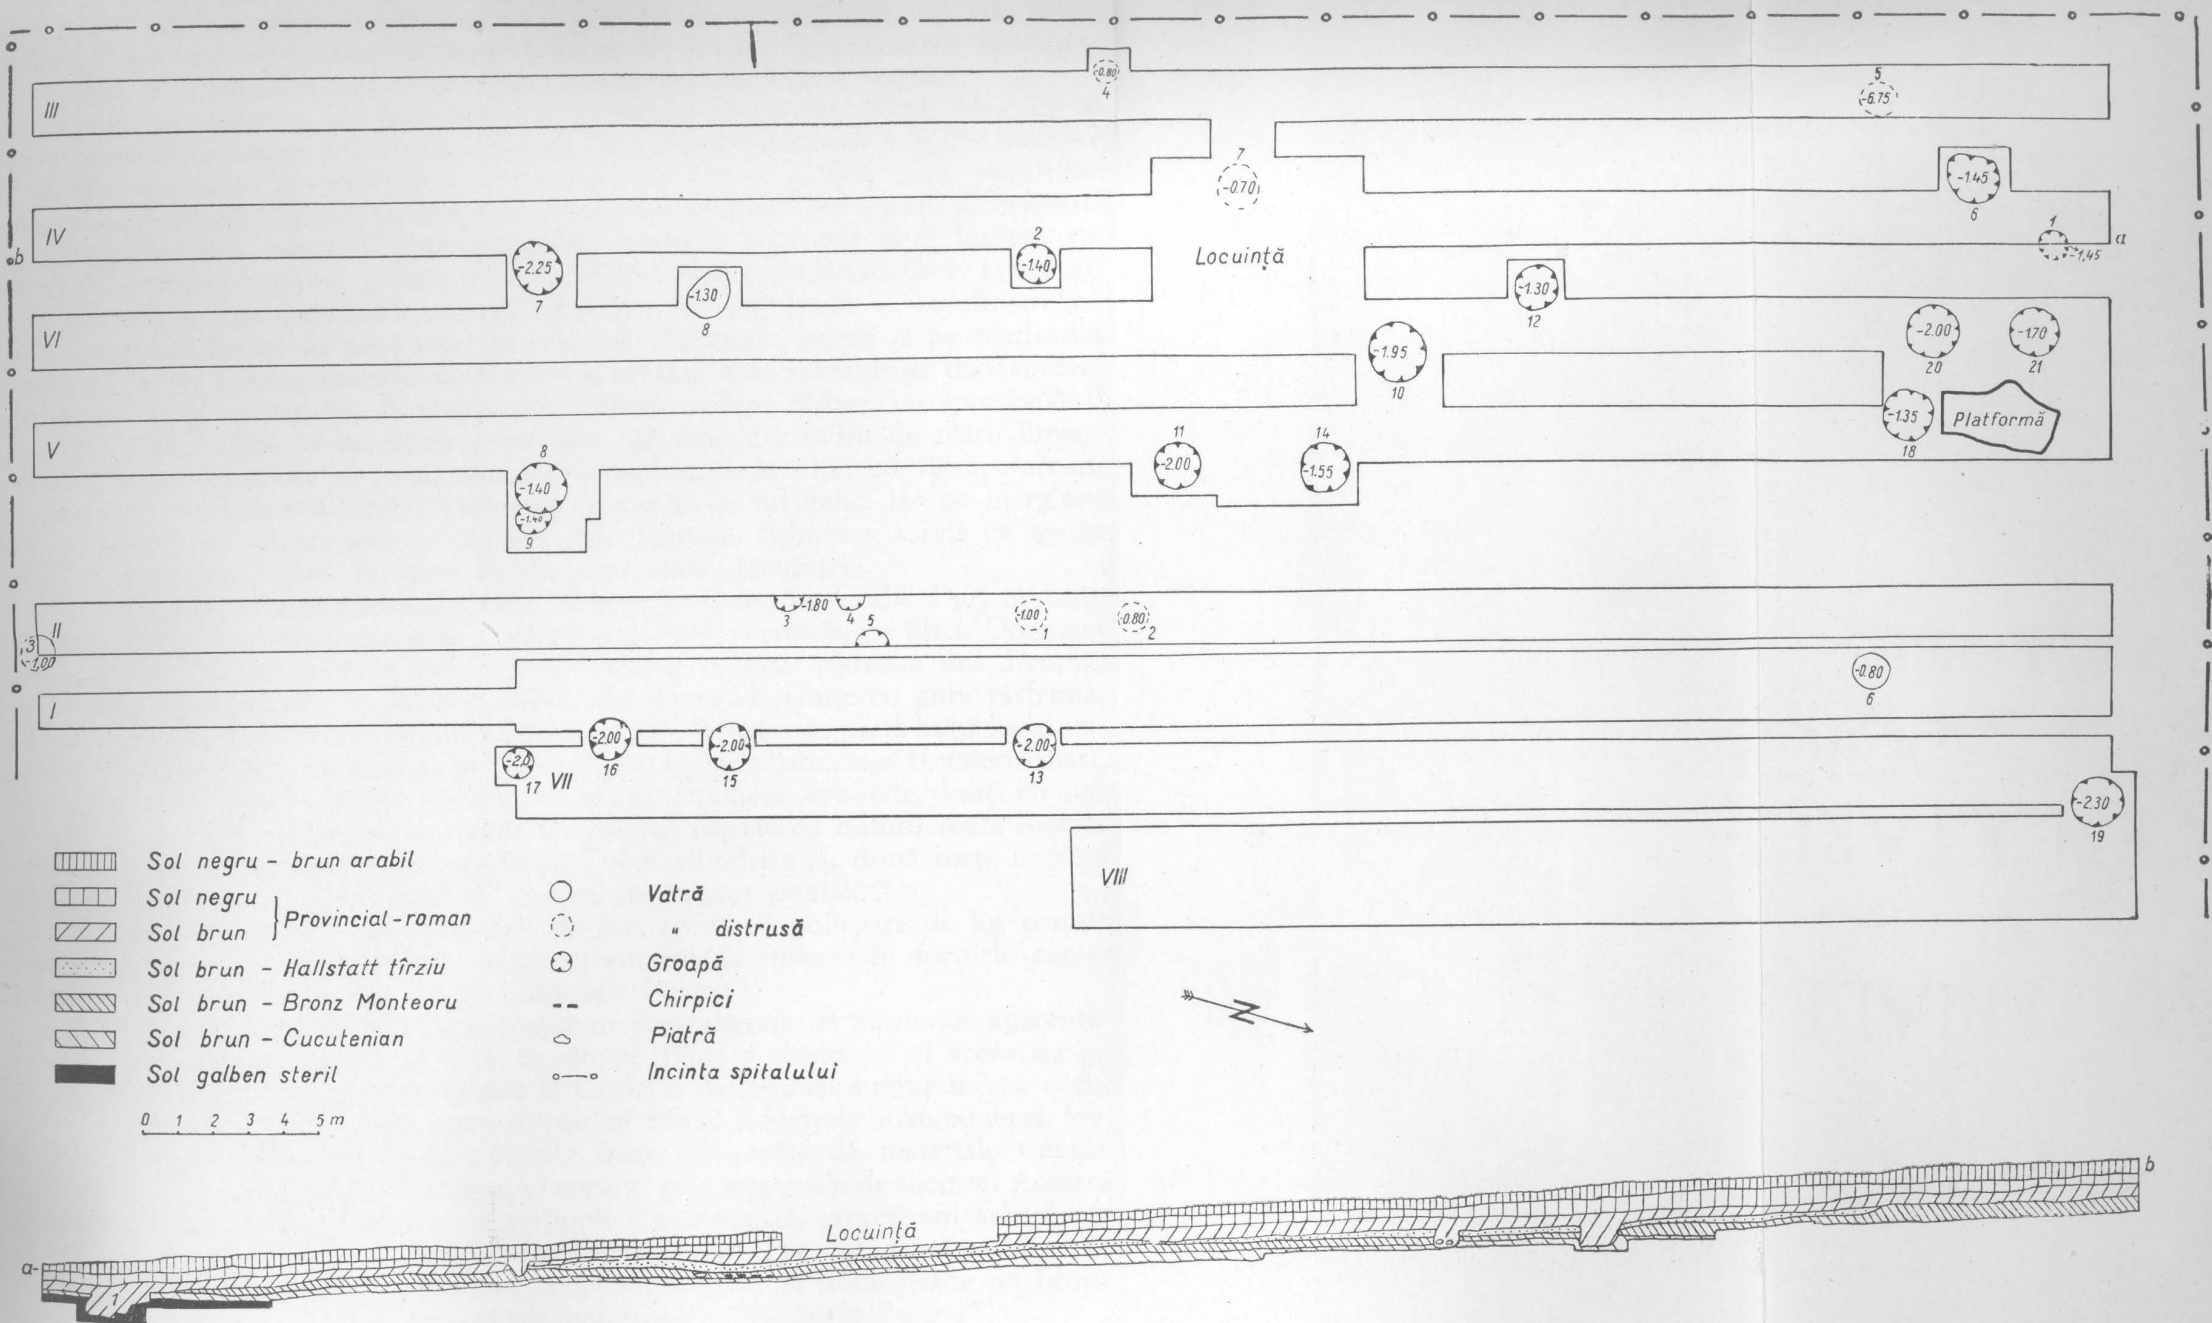 -0.80
4
5
-6.75
III
7
-0.70
-1.45
6
IV
b
2
-1.40
1
a
-1.45
Locuință
-2.25
7
-1.30
8
-1.30
12
VI
-1.95
10
-2.00
20
-1.70
21
-1.35
18
Platformă
V
8
-1.40
-1.40
9
11
-2.00
14
-1.55
II
3
-1.00
3
-1.80
4
5
-1.00
1
-0.80
2
-0.80
6
I
-2.00
16
-2.00
15
-2.00
13
-2.0
17
VII
-2.30
19
VIII
Sol negru - brun arabil
Sol negru
Sol brun
Provincial-roman
Sol brun - Hallstatt tîrziu
Sol brun - Bronz Monteoru
Sol brun - Cucutenian
Sol galben steril
Vatră
" distrusă
Groapă
Chirpici
Piatră
Incinta spitalului
N
0 1 2 3 4 5 m
a
1
Locuință
b